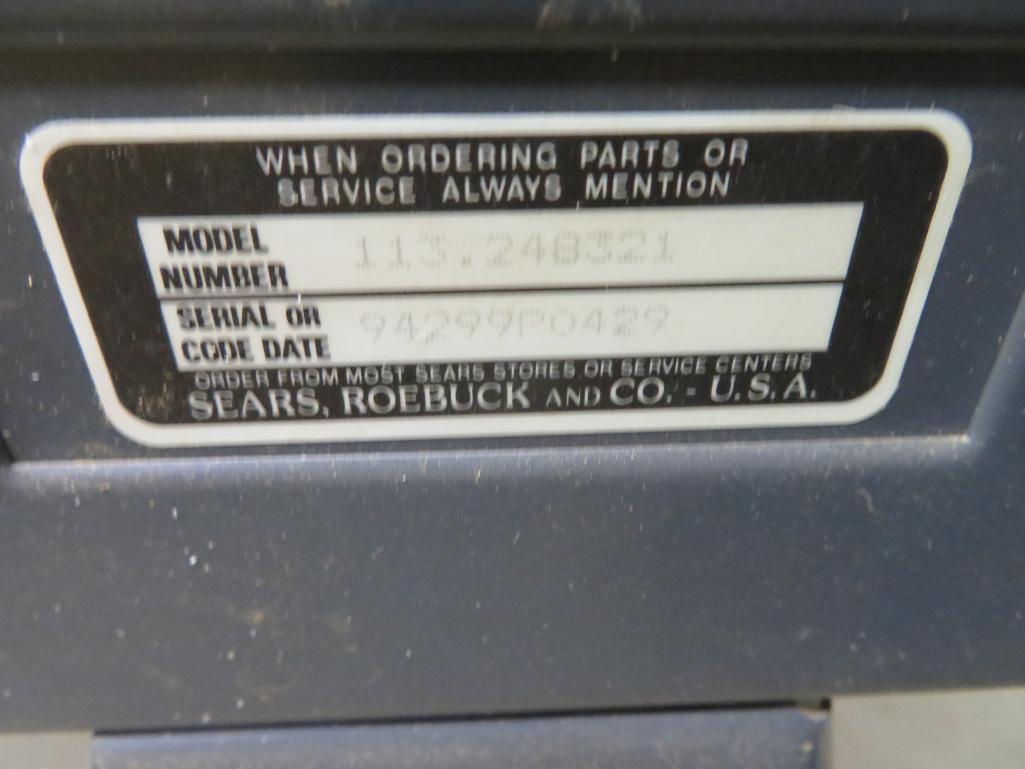 WHEN ORDERING PARTS OR
SERVICE ALWAYS MENTION
MODEL
NUMBER 113.248321
SERIAL OR
CODE DATE 94299P0429
ORDER FROM MOST SEARS STORES OR SERVICE CENTERS
SEARS, ROEBUCK AND CO. - U.S.A.